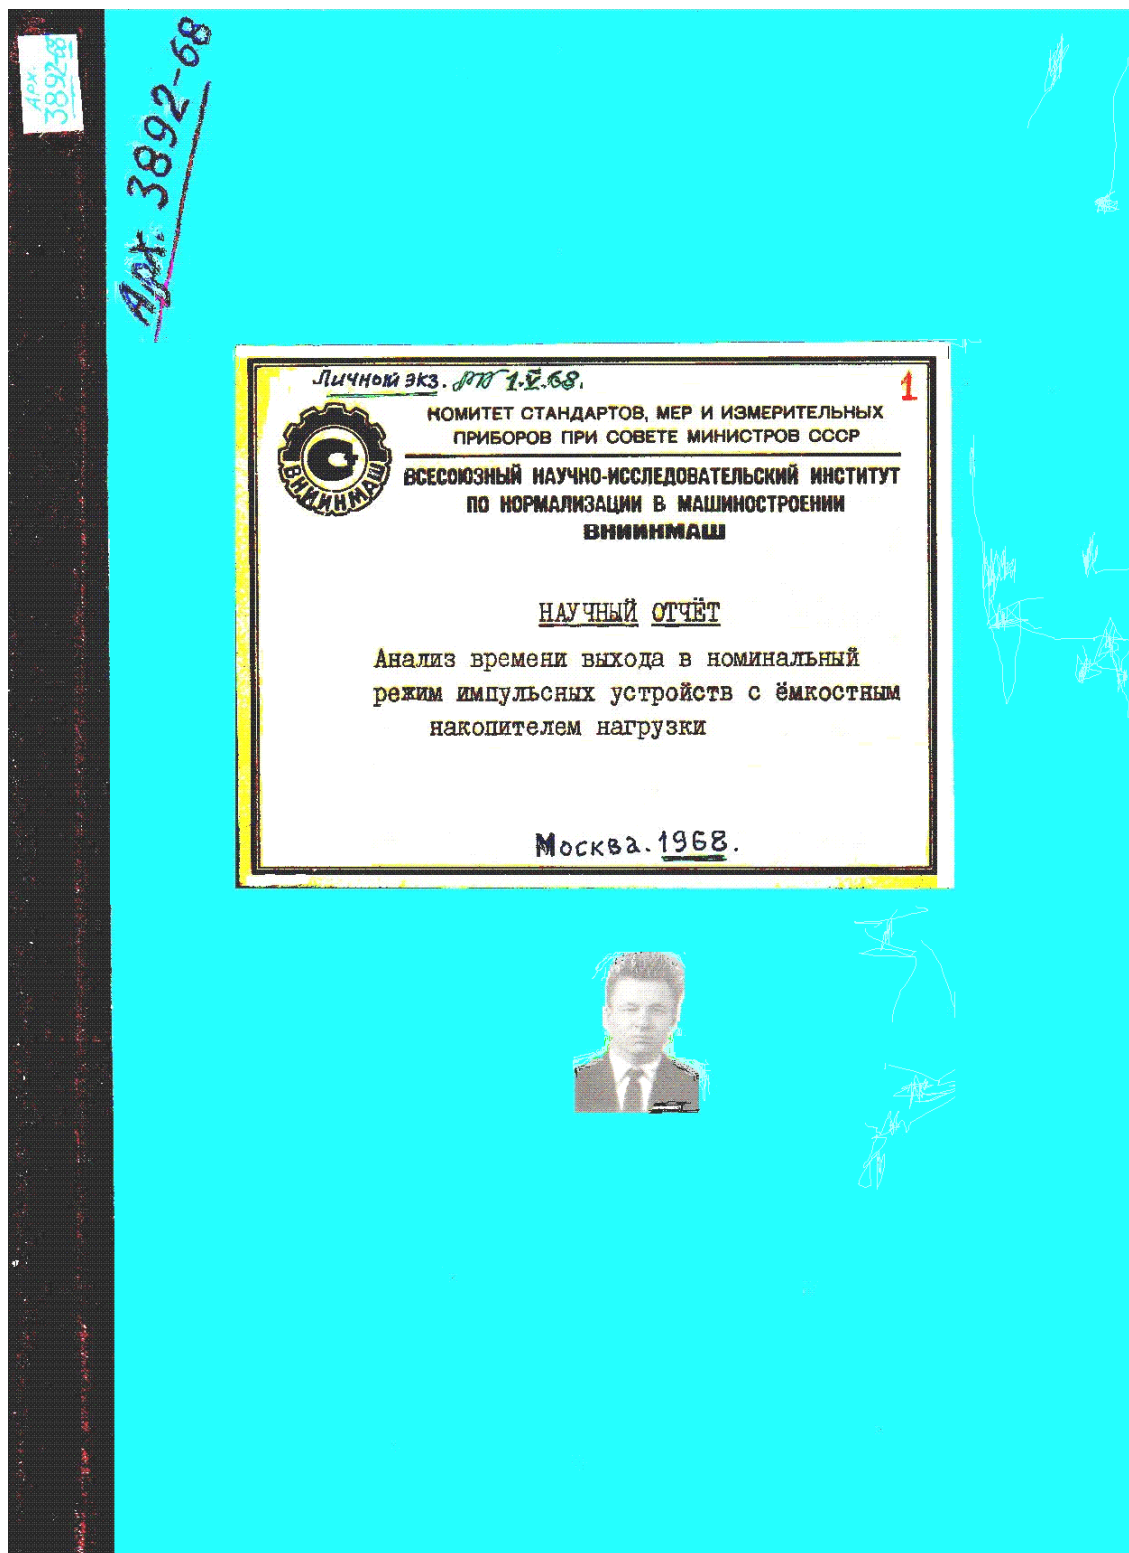 Арх.
3892-68
Арх. 3892-68
Личный экз. 1.V.68.
1
КОМИТЕТ СТАНДАРТОВ, МЕР И ИЗМЕРИТЕЛЬНЫХ
ПРИБОРОВ ПРИ СОВЕТЕ МИНИСТРОВ СССР
ВНИИНМАШ
ВСЕСОЮЗНЫЙ НАУЧНО-ИССЛЕДОВАТЕЛЬСКИЙ ИНСТИТУТ
ПО НОРМАЛИЗАЦИИ В МАШИНОСТРОЕНИИ
ВНИИНМАШ
НАУЧНЫЙ ОТЧЁТ
Анализ времени выхода в номинальный
режим импульсных устройств с ёмкостным
накопителем нагрузки
Москва. 1968.